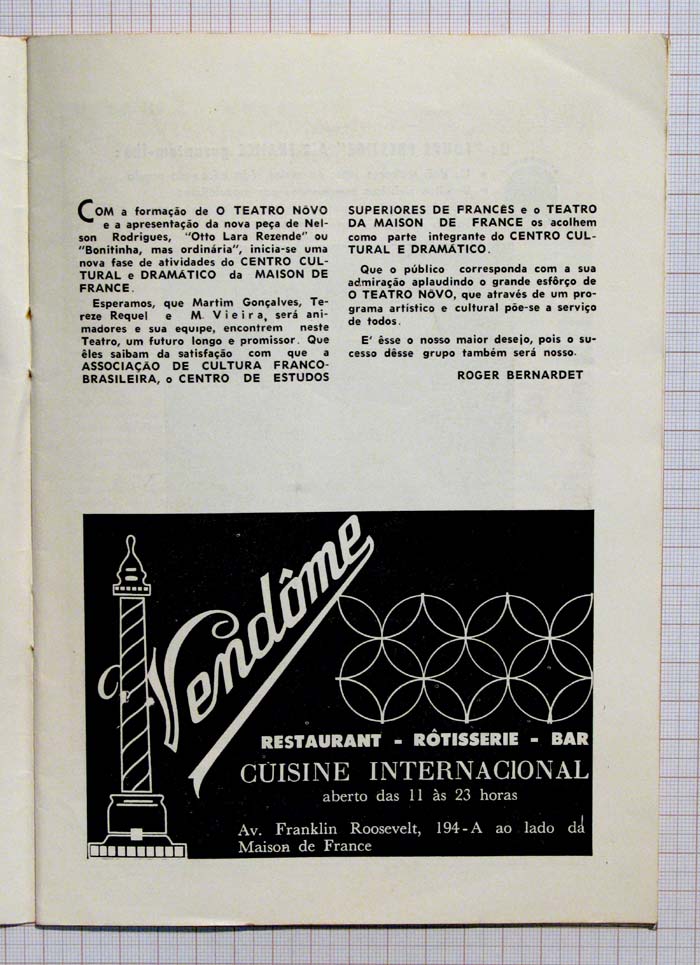 COM a formação de O TEATRO NÔVO
e a apresentação da nova peça de Nel-
son Rodrigues, "Otto Lara Rezende" ou
"Bonitinha, mas ordinária", inicia-se uma
nova fase de atividades do CENTRO CUL-
TURAL e DRAMÁTICO da MAISON DE
FRANCE.
Esperamos, que Martim Gonçalves, Te-
reze Requel e M. Vieira, será ani-
madores e sua equipe, encontrem neste
Teatro, um futuro longo e promissor. Que
êles saibam da satisfação com que a
ASSOCIAÇÃO DE CULTURA FRANCO-
BRASILEIRA, o CENTRO DE ESTUDOS
SUPERIORES DE FRANCÊS e o TEATRO
DA MAISON DE FRANCE os acolhem
como parte integrante do CENTRO CUL-
TURAL E DRAMÁTICO.
Que o público corresponda com a sua
admiração aplaudindo o grande esfôrço de
O TEATRO NÔVO, que através de um pro-
grama artístico e cultural põe-se a serviço
de todos.
E' êsse o nosso maior desejo, pois o su-
cesso dêsse grupo também será nosso.
ROGER BERNARDET
Vendôme
RESTAURANT - RÔTISSERIE - BAR
CUISINE INTERNACIONAL
aberto das 11 às 23 horas
Av. Franklin Roosevelt, 194-A ao lado da
Maison de France